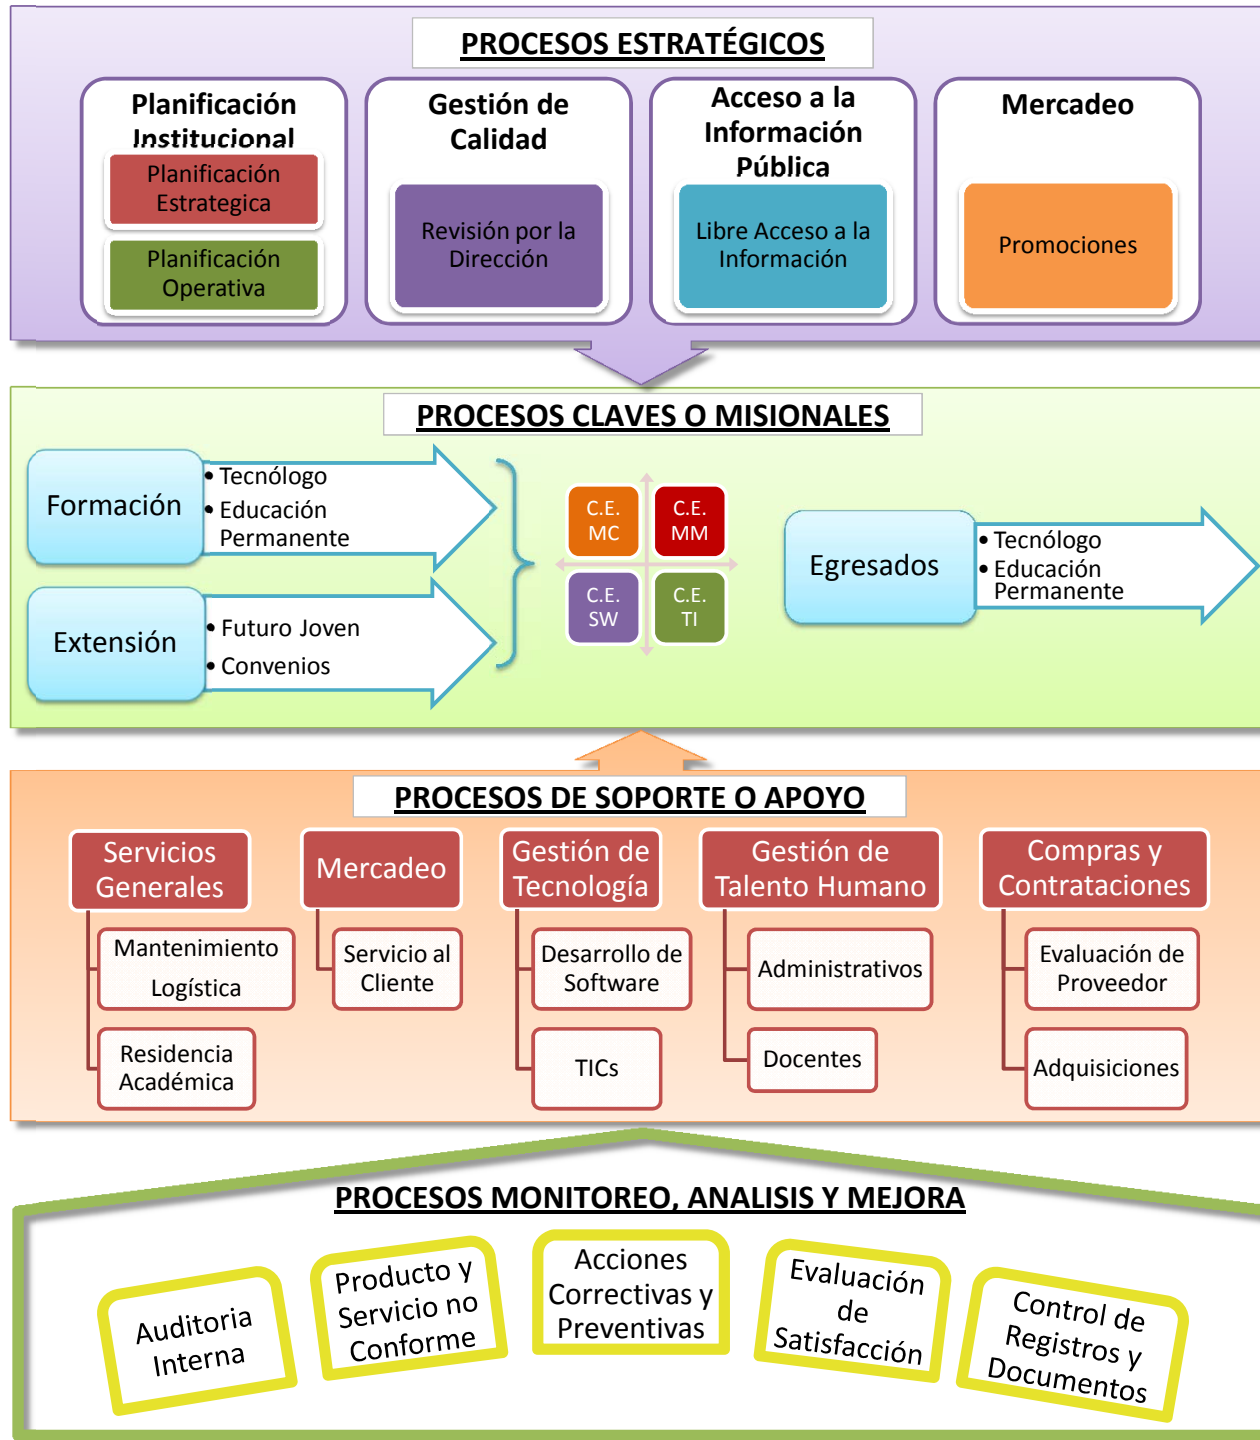 PROCESOS ESTRATÉGICOS
Planificación
Institucional
Planificación
Estrategica
Planificación
Operativa
Gestión de
Calidad
Revisión por la
Dirección
Acceso a la
Información
Pública
Libre Acceso a la
Información
Mercadeo
Promociones
PROCESOS CLAVES O MISIONALES
Formación
• Tecnólogo
• Educación
Permanente
Extensión
• Futuro Joven
• Convenios
C.E.
MC
C.E.
MM
C.E.
SW
C.E.
TI
Egresados
• Tecnólogo
• Educación
Permanente
PROCESOS DE SOPORTE O APOYO
Servicios
Generales
Mantenimiento
Logística
Residencia
Académica
Mercadeo
Servicio al
Cliente
Gestión de
Tecnología
Desarrollo de
Software
TICs
Gestión de
Talento Humano
Administrativos
Docentes
Compras y
Contrataciones
Evaluación de
Proveedor
Adquisiciones
PROCESOS MONITOREO, ANALISIS Y MEJORA
Auditoria
Interna
Producto y
Servicio no
Conforme
Acciones
Correctivas y
Preventivas
Evaluación
de
Satisfacción
Control de
Registros y
Documentos